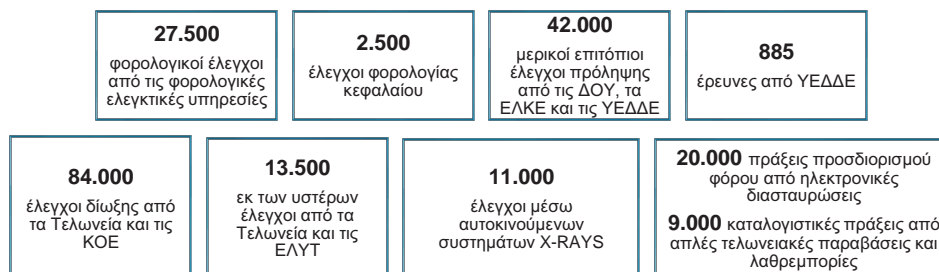 27.500
φορολογικοί έλεγχοι
από τις φορολογικές
ελεγκτικές υπηρεσίες
2.500
έλεγχοι φορολογίας
κεφαλαίου
42.000
μερικοί επιτόπιοι
έλεγχοι πρόληψης
από τις ΔΟΥ, τα
ΕΛΚΕ και τις ΥΕΔΔΕ
885
έρευνες από ΥΕΔΔΕ
84.000
έλεγχοι δίωξης από
τα Τελωνεία και τις
ΚΟΕ
13.500
εκ των υστέρων
έλεγχοι από τα
Τελωνεία και τις
ΕΛΥΤ
11.000
έλεγχοι μέσω
αυτοκινούμενων
συστημάτων X-RAYS
20.000 πράξεις προσδιορισμού
φόρου από ηλεκτρονικές
διασταυρώσεις
9.000 καταλογιστικές πράξεις από
απλές τελωνειακές παραβάσεις και
λαθρεμπορίες